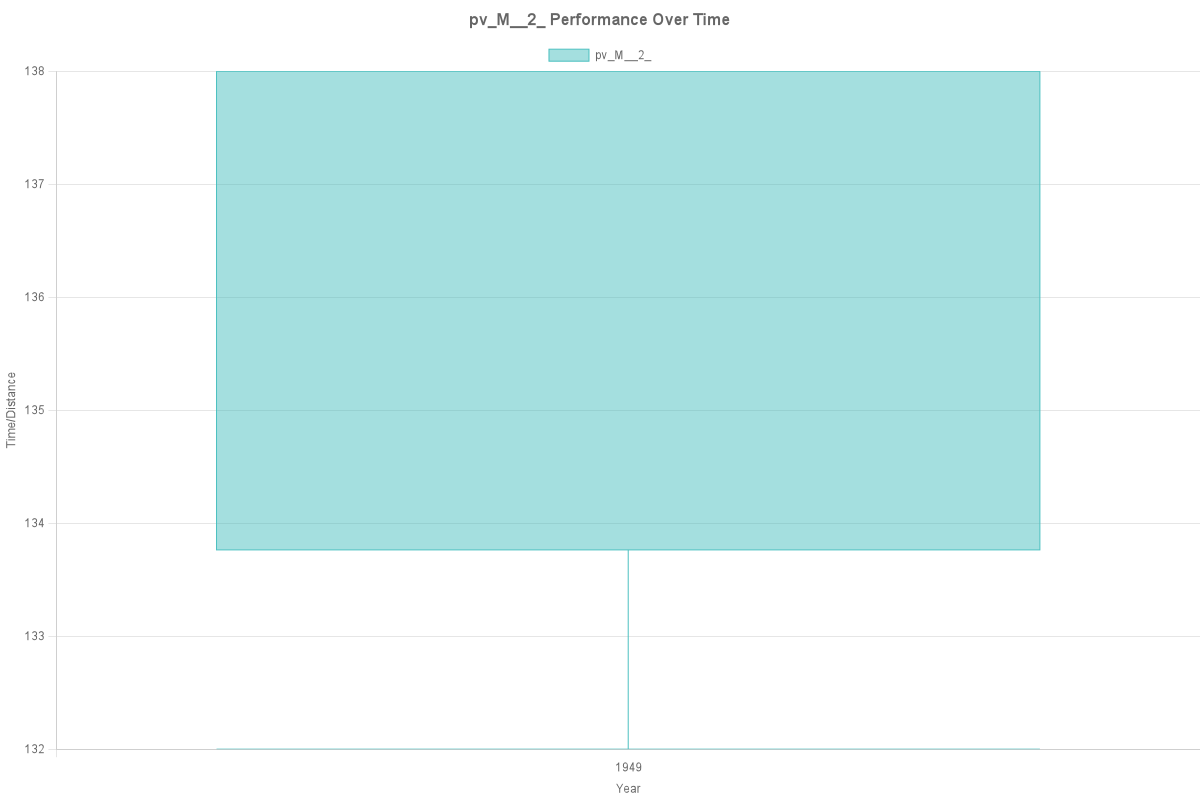 pv_M__2_ Performance Over Time
pv_M__2_
138
137
136
135
134
133
132
Time/Distance
1949
Year